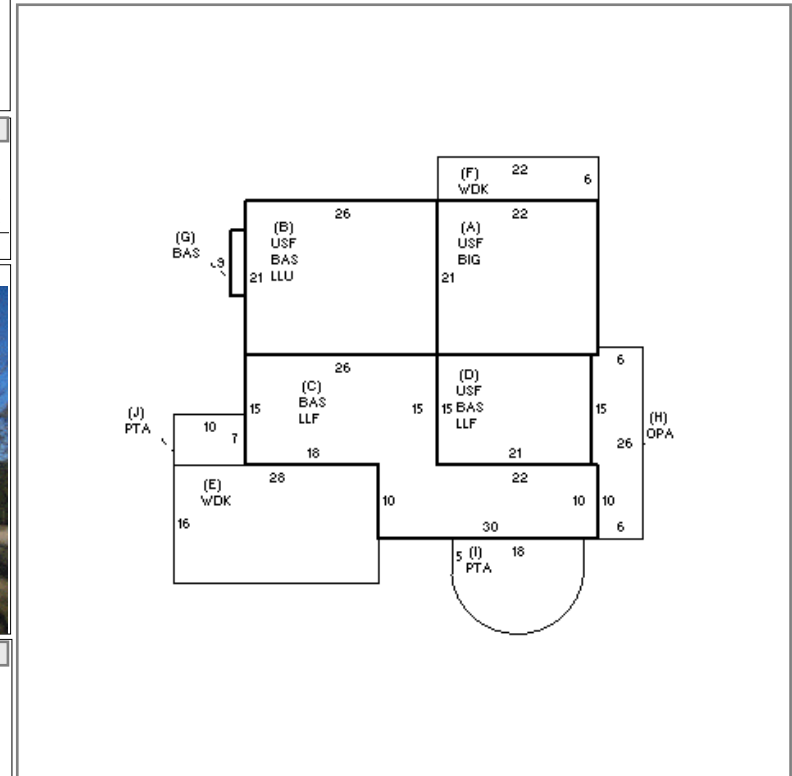 (F)
WDK
22
6
26
(B)
USF
BAS
LLU
22
(A)
USF
BIG
(G)
BAS
9
21
21
26
(C)
BAS
LLF
(D)
USF
BAS
LLF
6
15
15
15
15
(J)
PTA
10
7
(H)
OPA
26
18
21
28
22
(E)
WDK
16
10
10
10
30
6
5
(I)
PTA
18